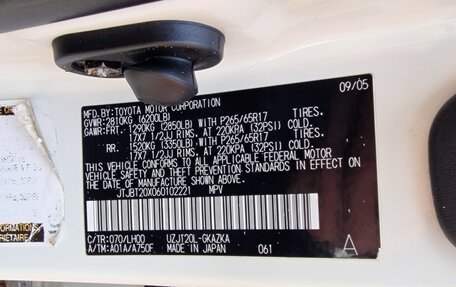 MFD. BY:TOYOTA MOTOR CORPORATION 09/05
GVWR:2810KG (6200LB)
GAWR:FRT. 1290KG (2850LB) WITH P265/65R17 TIRES.
17X7 1/2JJ RIMS. AT 220KPA (32PSI) COLD.
RR. 1520KG (3350LB) WITH P265/65R17 TIRES.
17X7 1/2JJ RIMS. AT 220KPA (32PSI) COLD.
THIS VEHICLE CONFORMS TO ALL APPLICABLE FEDERAL MOTOR
VEHICLE SAFETY AND THEFT PREVENTION STANDARDS IN EFFECT
ON THE DATE OF MANUFACTURE SHOWN ABOVE.
JTJBT20X060102221 MPV
C/TR:070/LH00 UZJ120L-GKAZKA
A/TM:A01A/A750F MADE IN JAPAN 061 A